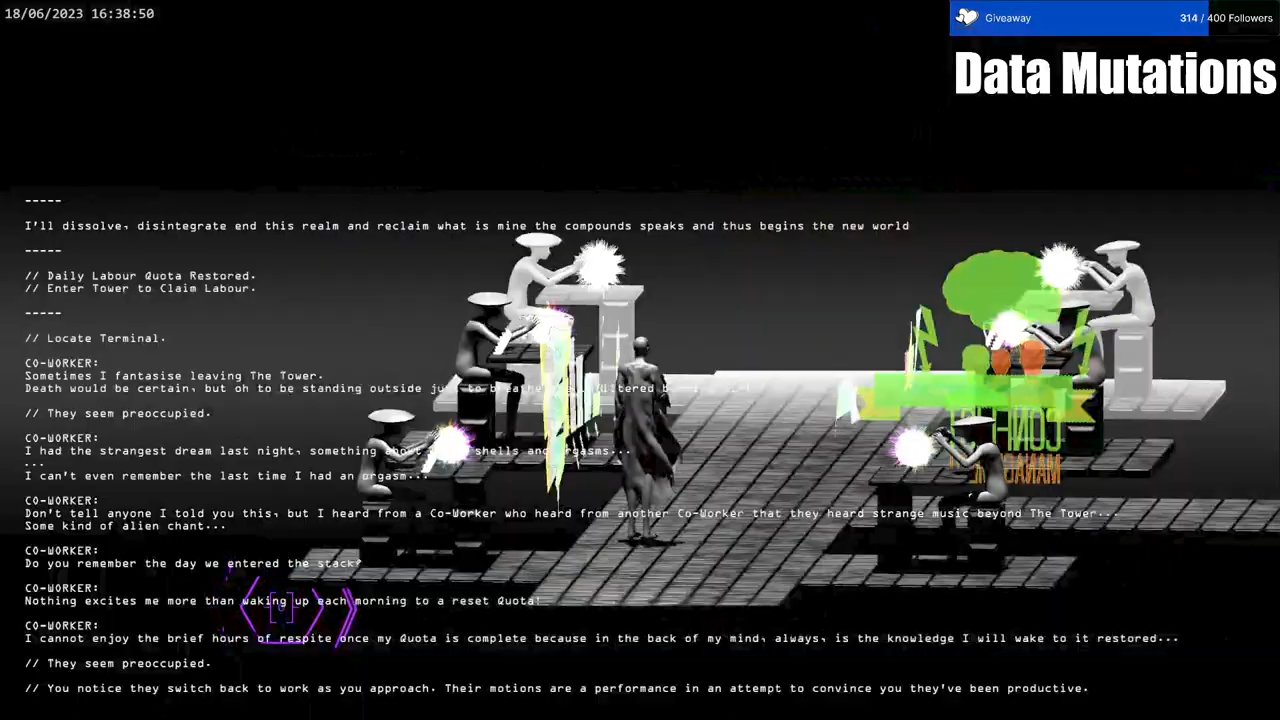 18/06/2023 16:38:50
Giveaway 314 / 400 Followers
Data Mutations
-----
I'll dissolve, disintegrate end this realm and reclaim what is mine the compounds speaks and thus begins the new world
-----
// Daily Labour Quota Restored.
// Enter Tower to Claim Labour.
-----
// Locate Terminal.
CO-WORKER:
Sometimes I fantasise leaving The Tower.
Death would be certain, but oh to be standing outside just to breathe
// They seem preoccupied.
CO-WORKER:
I had the strangest dream last night, something about shells and orgasms...
...
I can't even remember the last time I had an orgasm...
CO-WORKER:
Don't tell anyone I told you this, but I heard from a Co-Worker who heard from another Co-Worker that they heard strange music beyond The Tower...
Some kind of alien chant...
CO-WORKER:
Do you remember the day we entered the stack?
CO-WORKER:
Nothing excites me more than waking up each morning to a reset Quota!
CO-WORKER:
I cannot enjoy the brief hours of respite once my Quota is complete because in the back of my mind, always, is the knowledge I will wake to it restored...
// They seem preoccupied.
// You notice they switch back to work as you approach. Their motions are a performance in an attempt to convince you they've been productive.